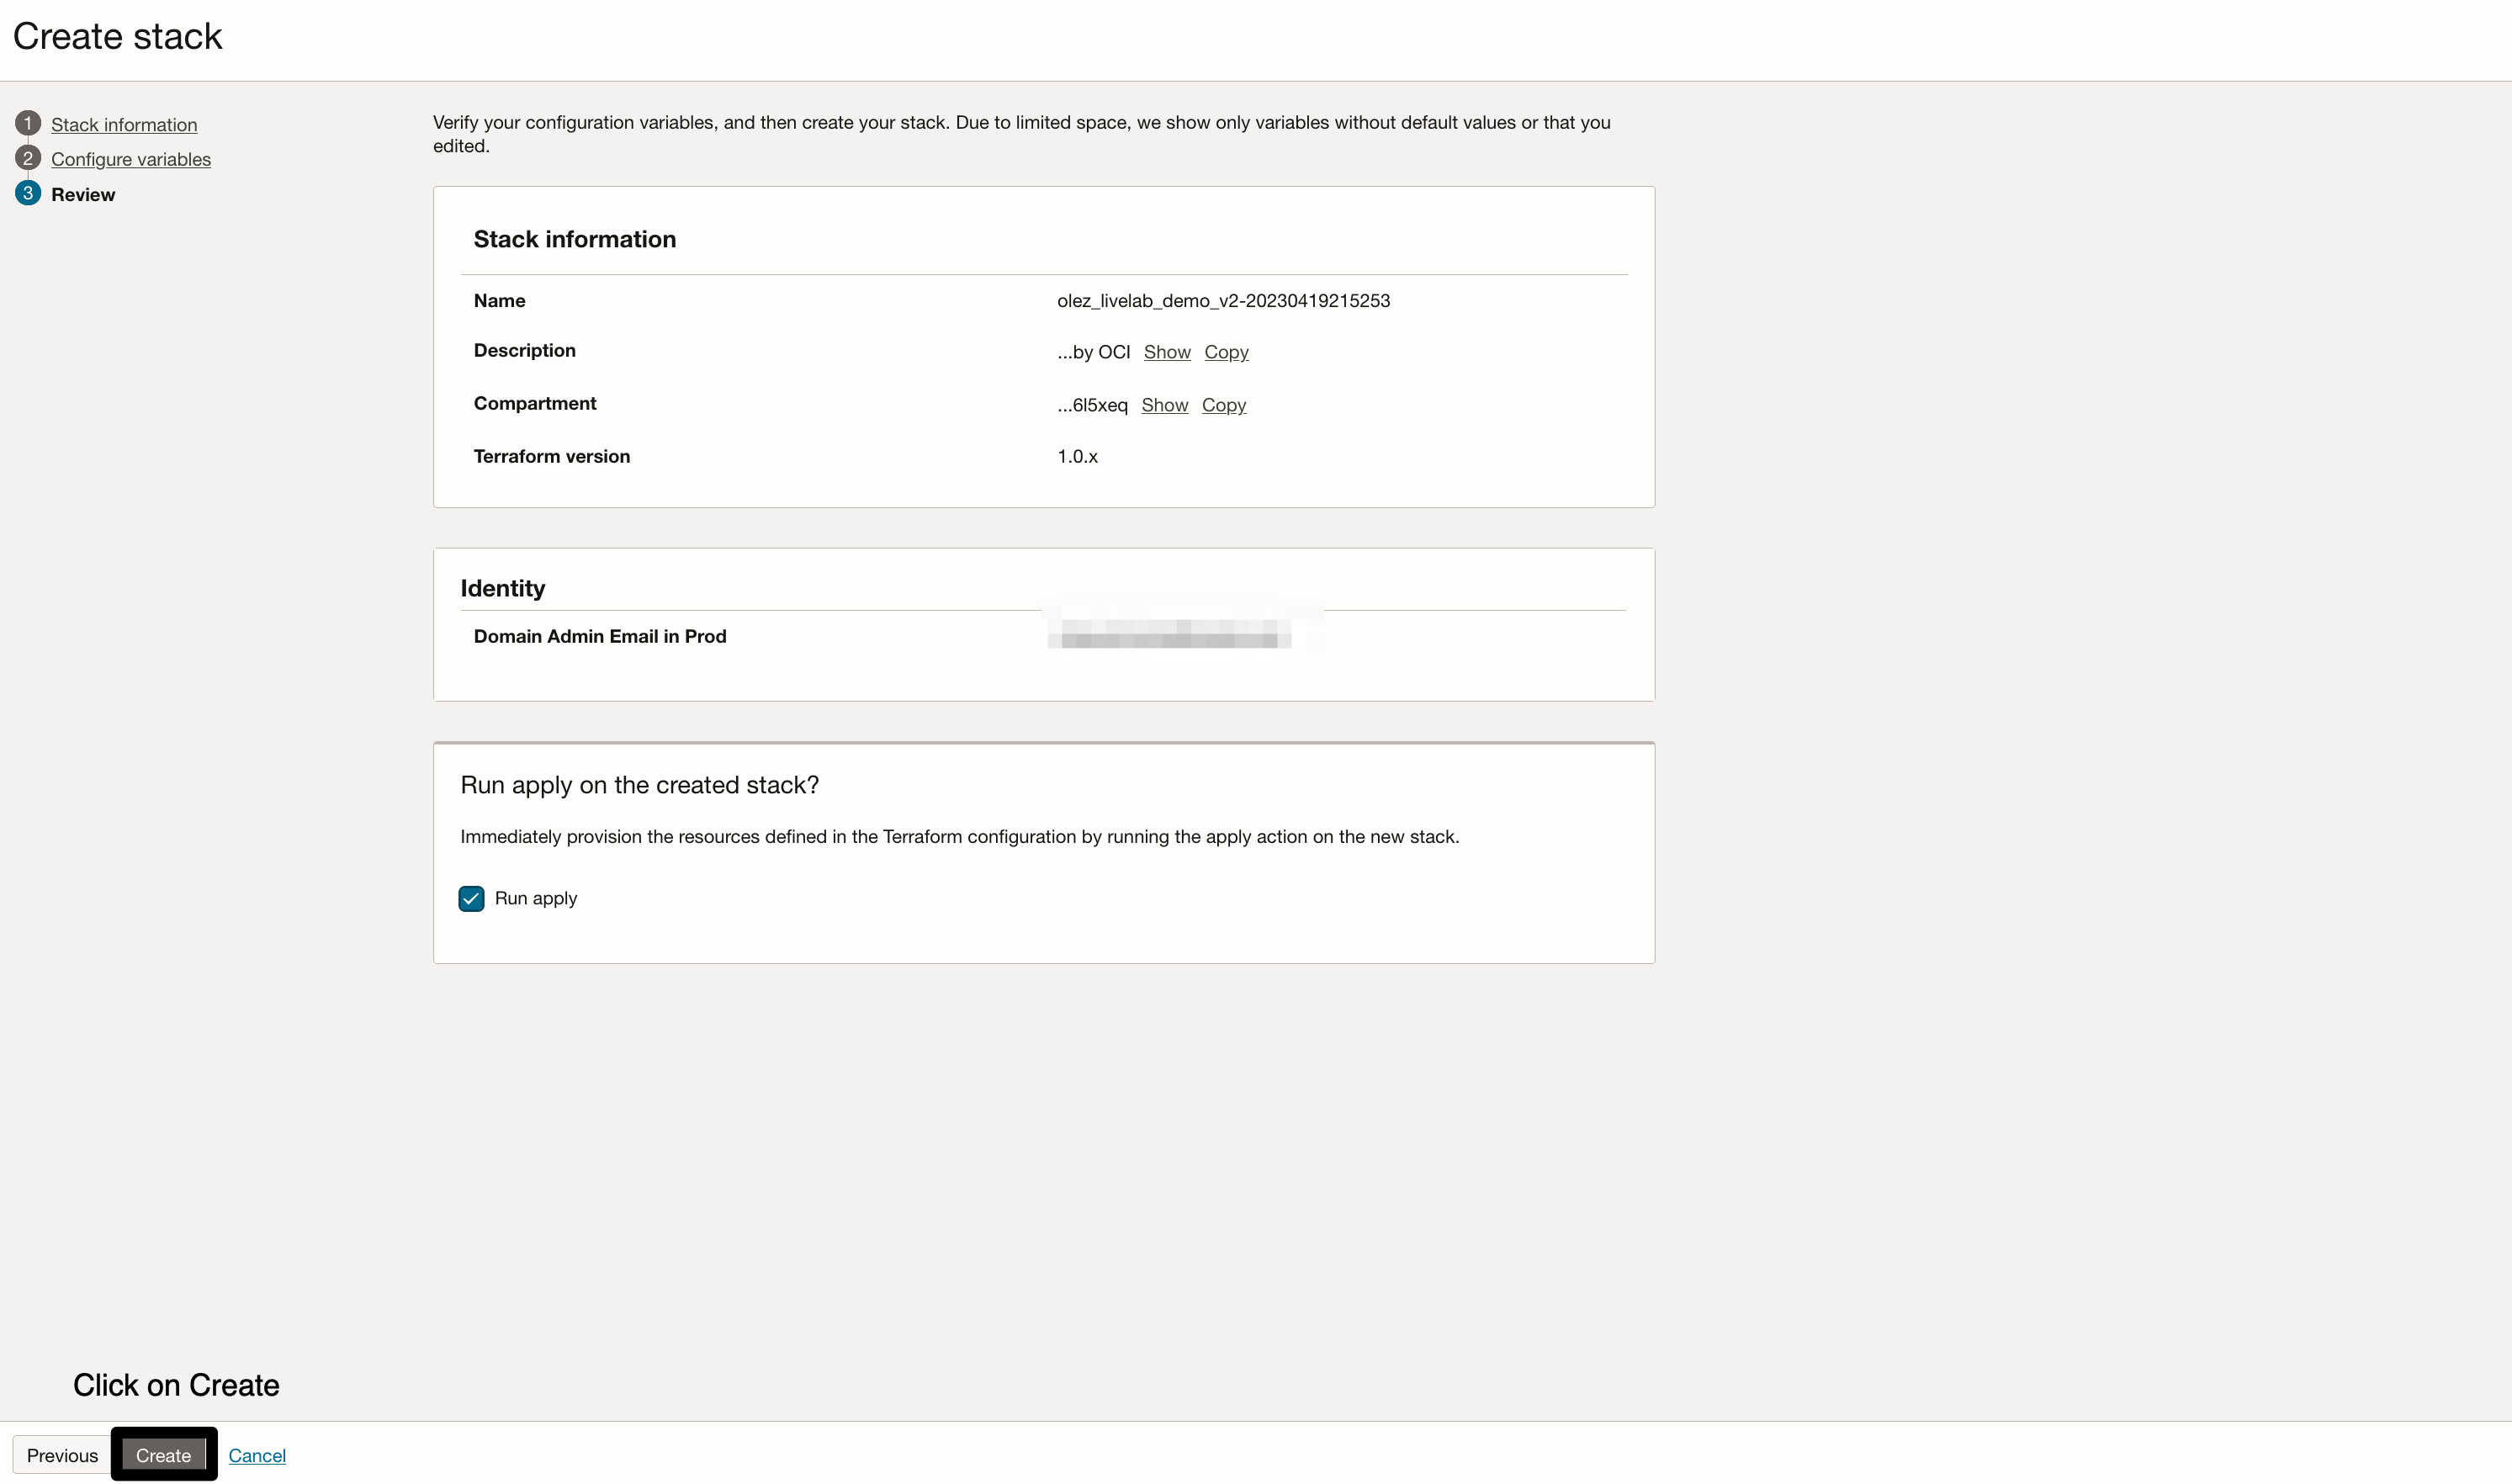 Create stack
1 Stack information
2 Configure variables
3 Review
Verify your configuration variables, and then create your stack. Due to limited space, we show only variables without default values or that you
edited.
Stack information
Name olez_livelab_demo_v2-20230419215253
Description ...by OCI Show Copy
Compartment ...6l5xeq Show Copy
Terraform version 1.0.x
Identity
Domain Admin Email in Prod
Run apply on the created stack?
Immediately provision the resources defined in the Terraform configuration by running the apply action on the new stack.
Run apply
Click on Create
Previous Create Cancel